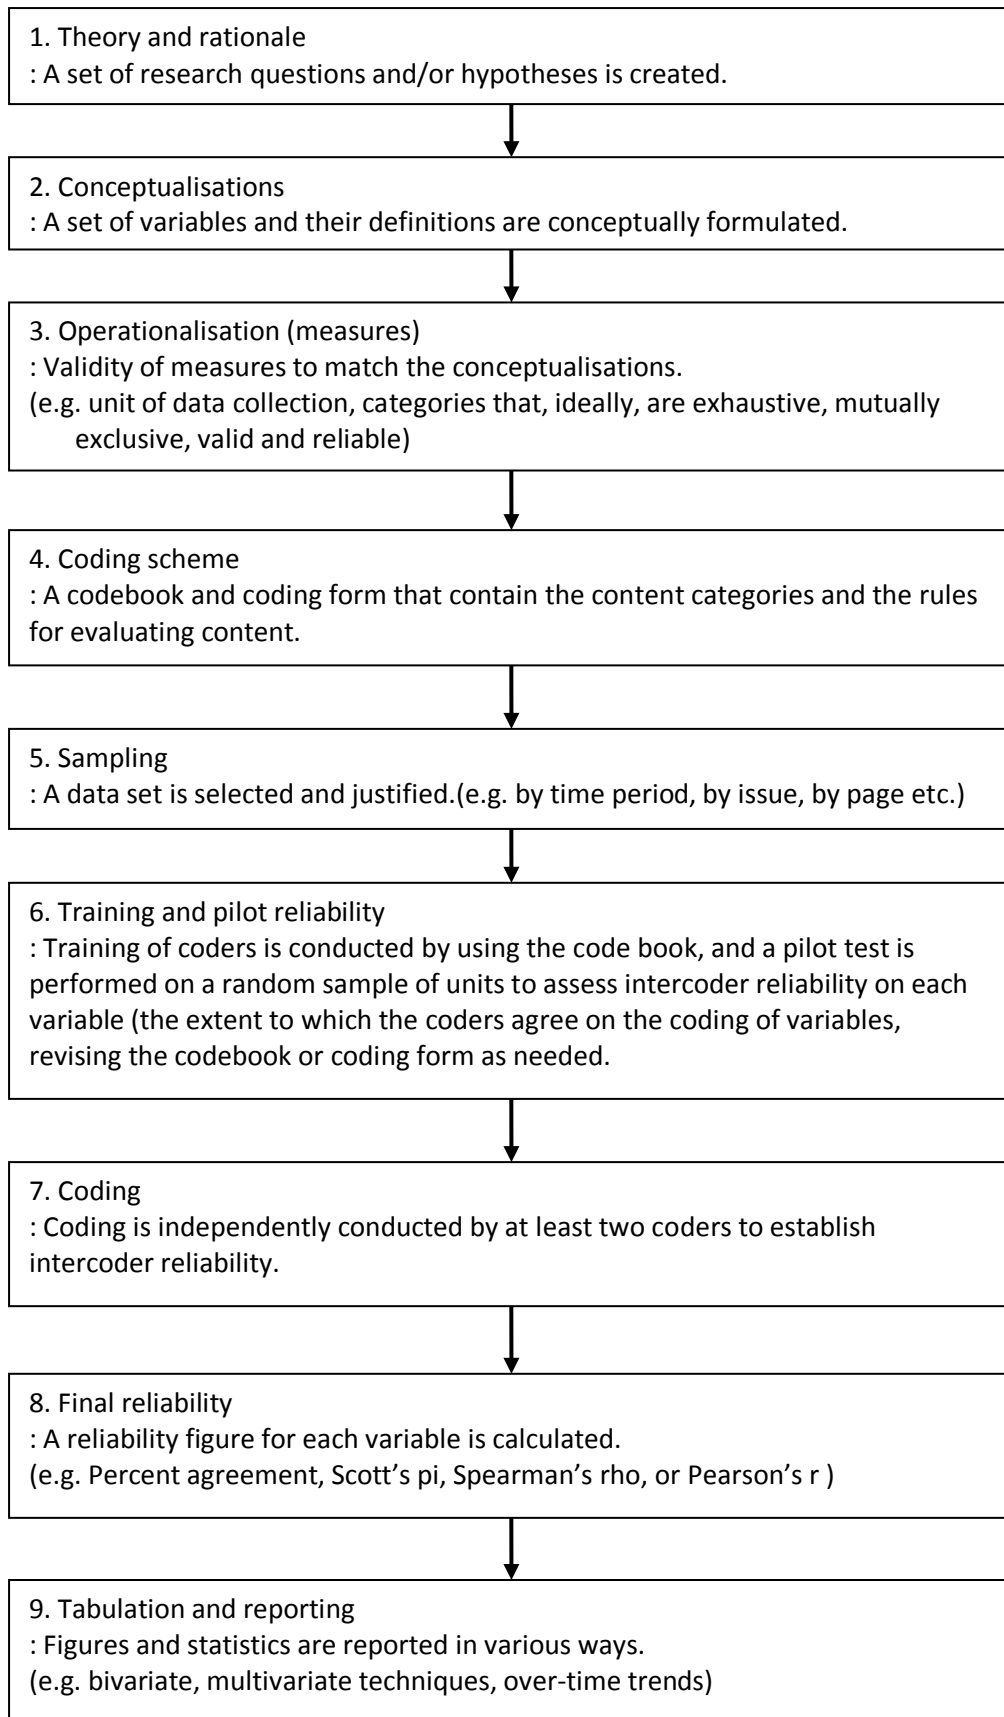 1. Theory and rationale
: A set of research questions and/or hypotheses is created.
2. Conceptualisations
: A set of variables and their definitions are conceptually formulated.
3. Operationalisation (measures)
: Validity of measures to match the conceptualisations.
(e.g. unit of data collection, categories that, ideally, are exhaustive, mutually
exclusive, valid and reliable)
4. Coding scheme
: A codebook and coding form that contain the content categories and the rules
for evaluating content.
5. Sampling
: A data set is selected and justified.(e.g. by time period, by issue, by page etc.)
6. Training and pilot reliability
: Training of coders is conducted by using the code book, and a pilot test is
performed on a random sample of units to assess intercoder reliability on each
variable (the extent to which the coders agree on the coding of variables,
revising the codebook or coding form as needed.
7. Coding
: Coding is independently conducted by at least two coders to establish
intercoder reliability.
8. Final reliability
: A reliability figure for each variable is calculated.
(e.g. Percent agreement, Scott’s pi, Spearman’s rho, or Pearson’s r )
9. Tabulation and reporting
: Figures and statistics are reported in various ways.
(e.g. bivariate, multivariate techniques, over-time trends)